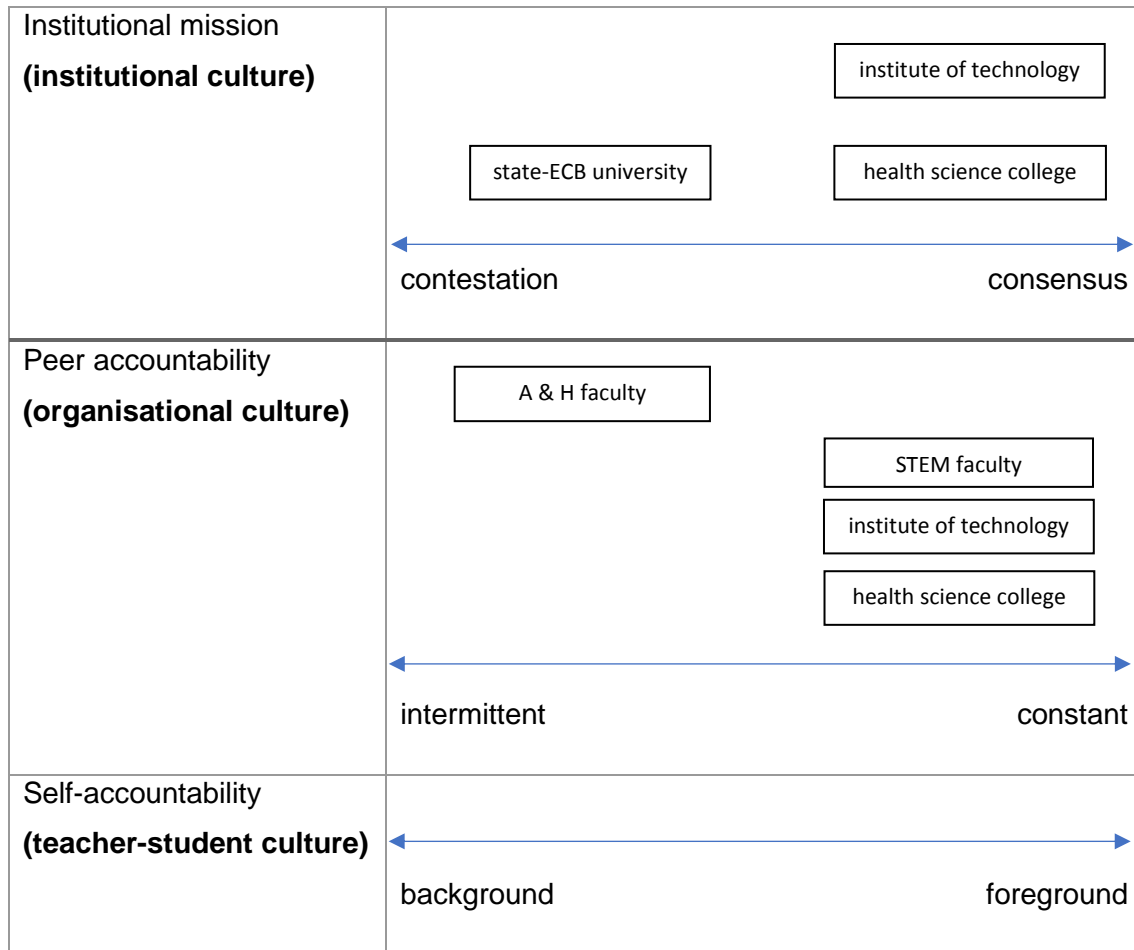 Institutional mission
(institutional culture)
institute of technology
state-ECB university
health science college
contestation
consensus
Peer accountability
(organisational culture)
A & H faculty
STEM faculty
institute of technology
health science college
intermittent
constant
Self-accountability
(teacher-student culture)
background
foreground